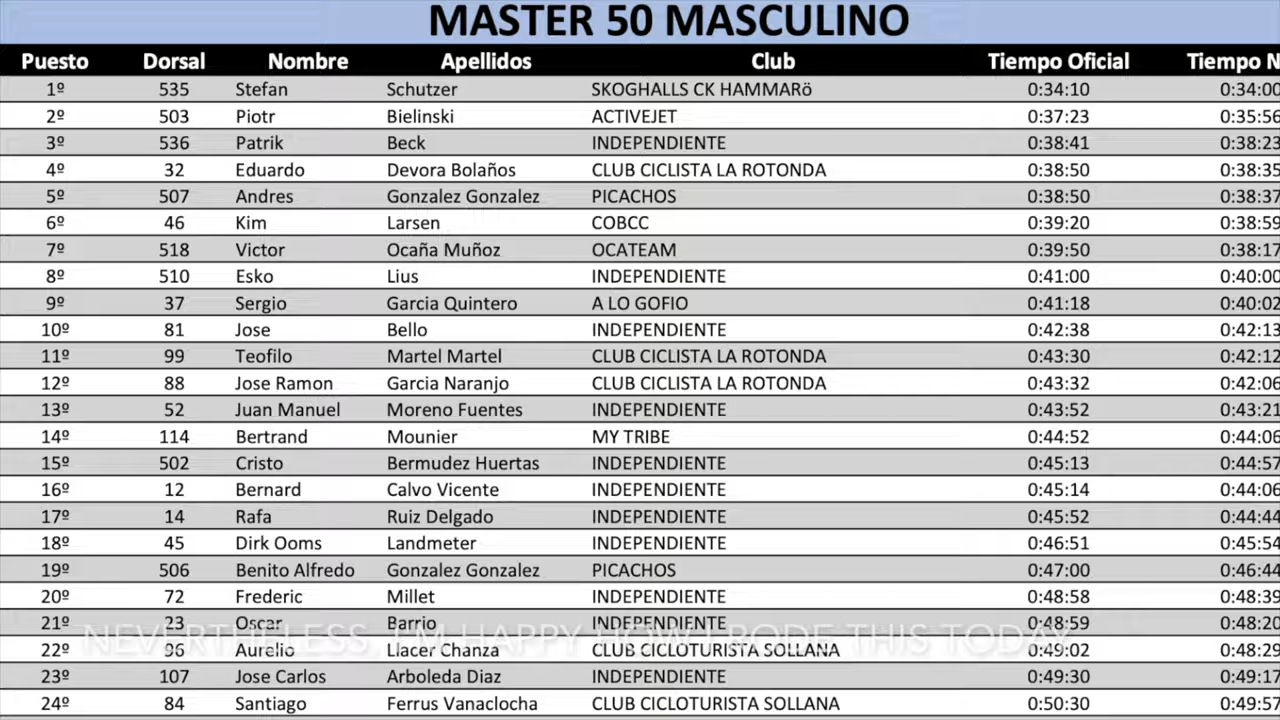 MASTER 50 MASCULINO
Puesto Dorsal Nombre Apellidos Club Tiempo Oficial Tiempo N
1º 535 Stefan Schutzer SKOGHALLS CK HAMMARö 0:34:10 0:34:00
2º 503 Piotr Bielinski ACTIVEJET 0:37:23 0:35:56
3º 536 Patrik Beck INDEPENDIENTE 0:38:41 0:38:23
4º 32 Eduardo Devora Bolaños CLUB CICLISTA LA ROTONDA 0:38:50 0:38:35
5º 507 Andres Gonzalez Gonzalez PICACHOS 0:38:50 0:38:37
6º 46 Kim Larsen COBCC 0:39:20 0:38:59
7º 518 Victor Ocaña Muñoz OCATEAM 0:39:50 0:38:17
8º 510 Esko Lius INDEPENDIENTE 0:41:00 0:40:00
9º 37 Sergio Garcia Quintero A LO GOFIO 0:41:18 0:40:02
10º 81 Jose Bello INDEPENDIENTE 0:42:38 0:42:13
11º 99 Teofilo Martel Martel CLUB CICLISTA LA ROTONDA 0:43:30 0:42:12
12º 88 Jose Ramon Garcia Naranjo CLUB CICLISTA LA ROTONDA 0:43:32 0:42:06
13º 52 Juan Manuel Moreno Fuentes INDEPENDIENTE 0:43:52 0:43:21
14º 114 Bertrand Mounier MY TRIBE 0:44:52 0:44:06
15º 502 Cristo Bermudez Huertas INDEPENDIENTE 0:45:13 0:44:57
16º 12 Bernard Calvo Vicente INDEPENDIENTE 0:45:14 0:44:06
17º 14 Rafa Ruiz Delgado INDEPENDIENTE 0:45:52 0:44:44
18º 45 Dirk Ooms Landmeter INDEPENDIENTE 0:46:51 0:45:54
19º 506 Benito Alfredo Gonzalez Gonzalez PICACHOS 0:47:00 0:46:44
20º 72 Frederic Millet INDEPENDIENTE 0:48:58 0:48:39
21º 23 Oscar Barrio INDEPENDIENTE 0:48:59 0:48:20
NEVERTHELESS, I'M HAPPY HOW I RODE THIS TODAY
22º 96 Aurelio Llacer Chanza CLUB CICLOTURISTA SOLLANA 0:49:02 0:48:29
23º 107 Jose Carlos Arboleda Diaz INDEPENDIENTE 0:49:30 0:49:17
24º 84 Santiago Ferrus Vanaclocha CLUB CICLOTURISTA SOLLANA 0:50:30 0:49:57